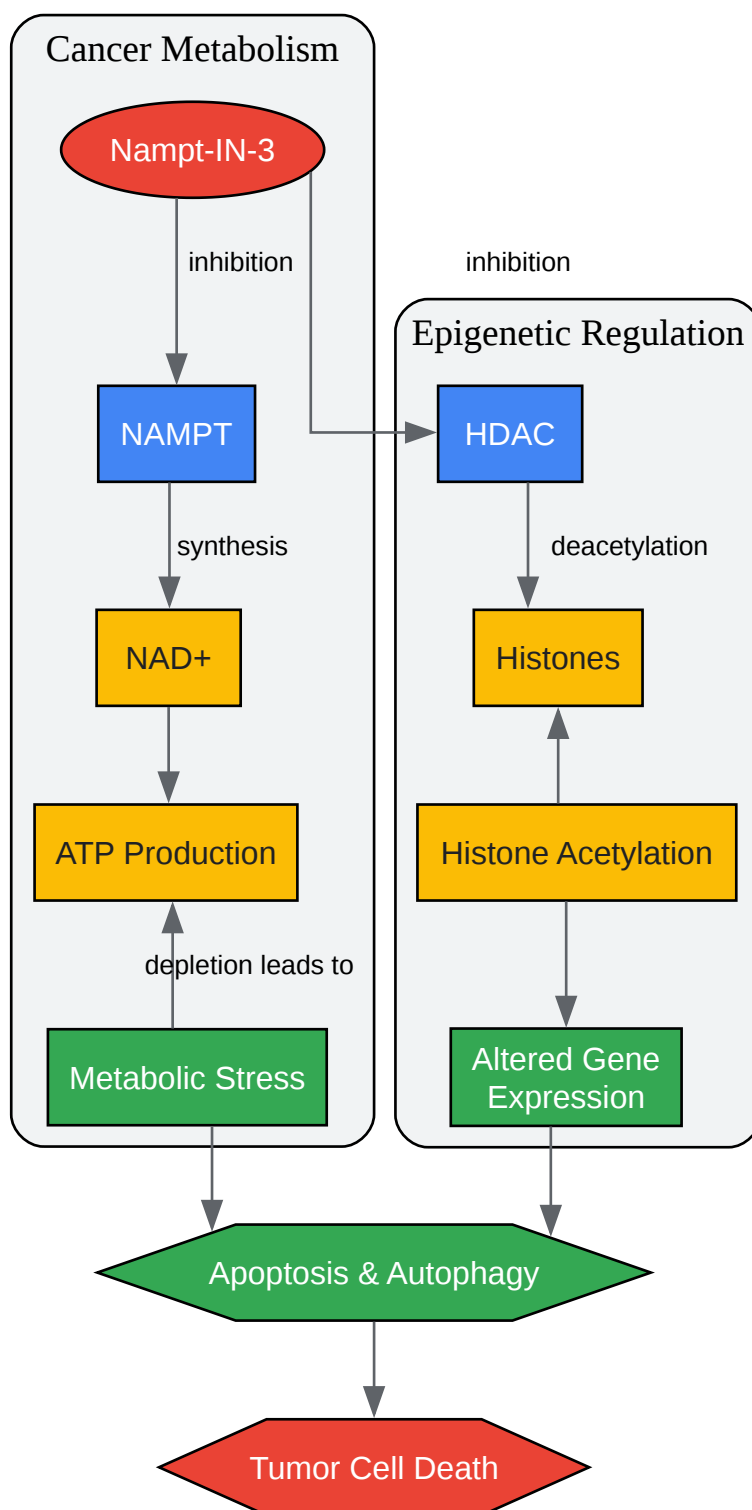 Cancer Metabolism
Nampt-IN-3
inhibition
inhibition
Epigenetic Regulation
NAMPT
HDAC
synthesis
deacetylation
NAD+
Histones
ATP Production
Histone Acetylation
depletion leads to
Metabolic Stress
Altered Gene
Expression
Apoptosis & Autophagy
Tumor Cell Death